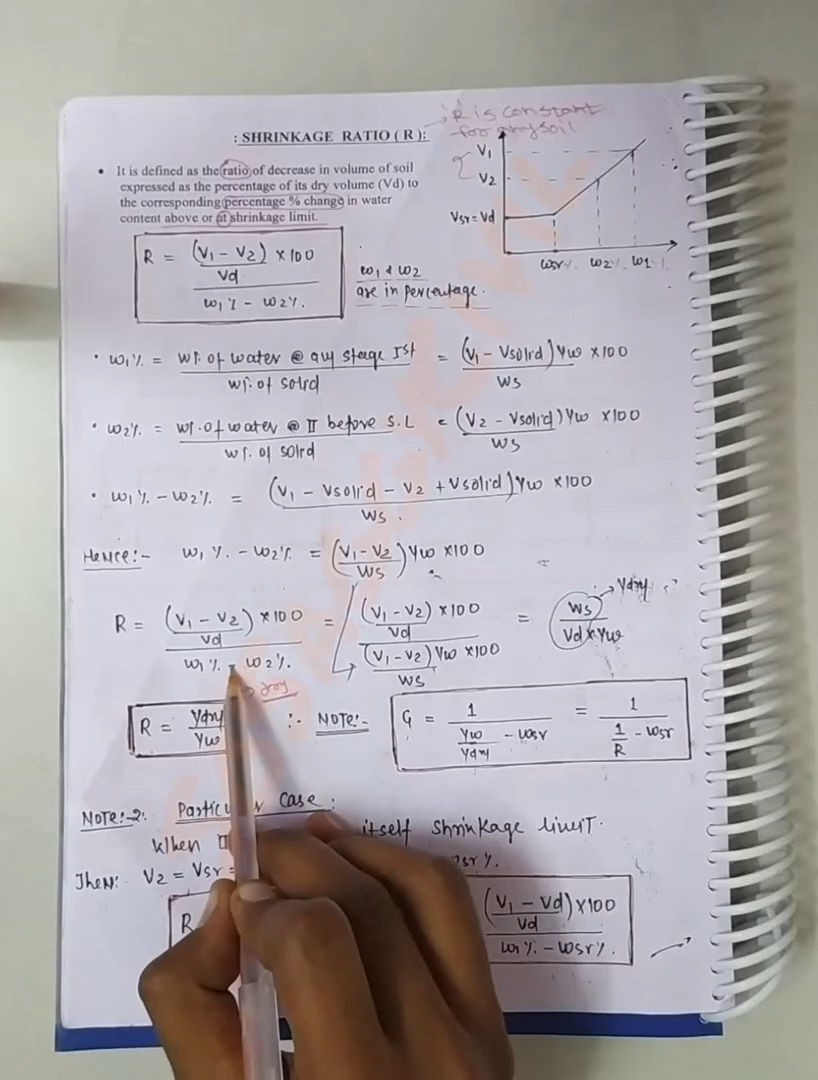 : SHRINKAGE RATIO ( R ):
→ R is constant
for any soil.
• It is defined as the ratio of decrease in volume of soil
expressed as the percentage of its dry volume (Vd) to
the corresponding percentage % change in water
content above or at shrinkage limit.
V1
V2
Vsr = Vd
wsr% w2% w1%
R = (V1 - V2) × 100
Vd
w1% - w2%.
w1 & w2
are in percentage.
• w1% = wt. of water @ any stage Ist = (V1 - Vsolid) γw × 100
wt. of solid Ws
• w2% = wt. of water @ II before S.L = (V2 - Vsolid) γw × 100
wt. of solid Ws
• w1% - w2% = (V1 - Vsolid - V2 + Vsolid) γw × 100
Ws.
Hence:- w1% - w2% = (V1 - V2) γw × 100
Ws
R = (V1 - V2) × 100 = (V1 - V2) × 100 = Ws → γdry
Vd Vd Vd × γw
w1% - w2%. (V1 - V2) γw × 100
Ws
dry
R = γdry :- NOTE:- G = 1 = 1
γw γw - wsr 1 - wsr
γdry R
NOTE:-2: Particular Case:
When II itself Shrinkage limit.
Then: V2 = Vsr = wsr%.
R (V1 - Vd) × 100
Vd
w1% - wsr%.